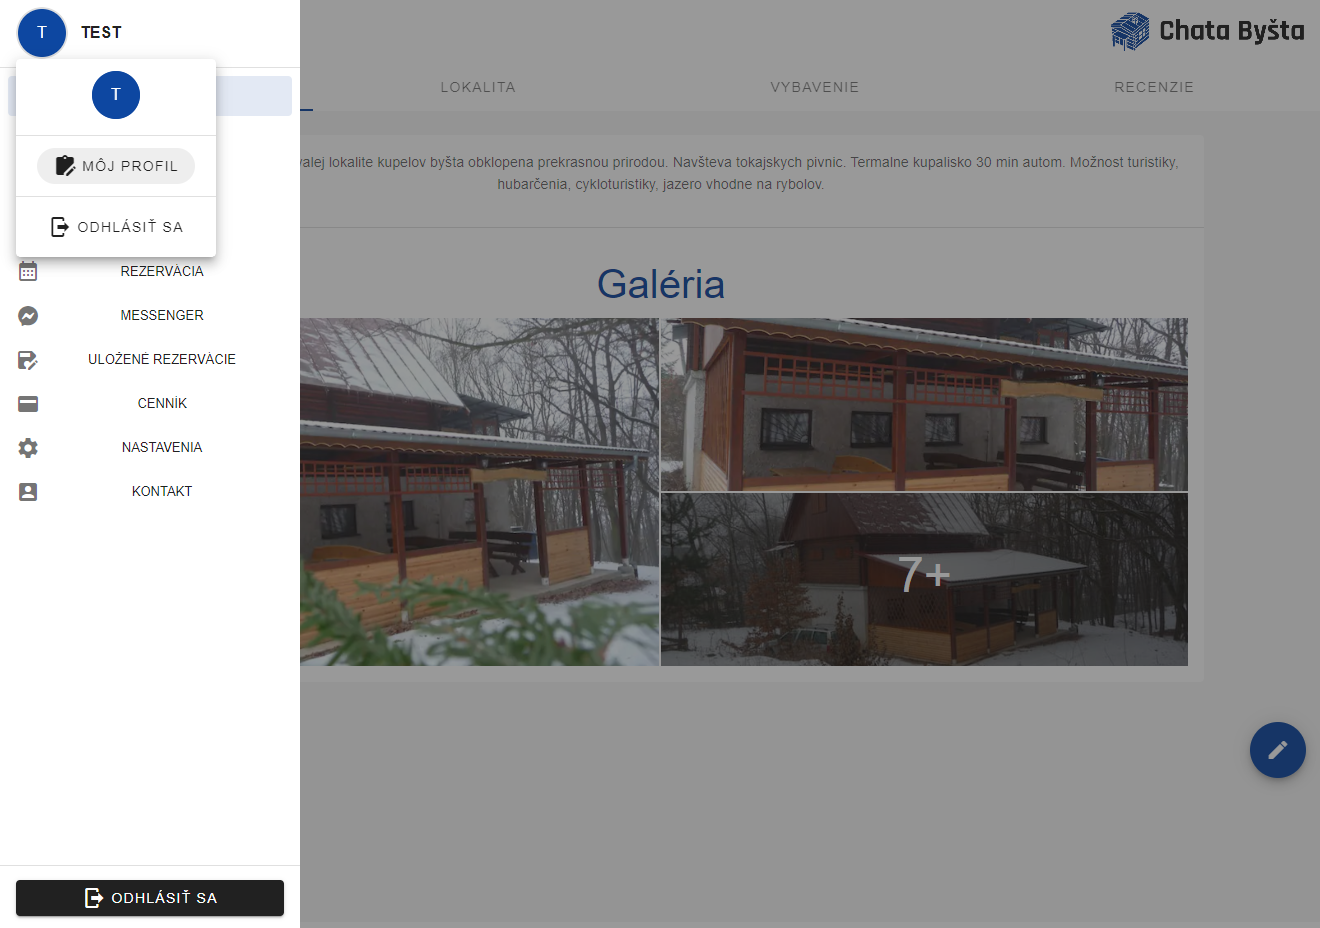 T TEST
T
MÔJ PROFIL
ODHLÁSIŤ SA
REZERVÁCIA
MESSENGER
ULOŽENÉ REZERVÁCIE
CENNÍK
NASTAVENIA
KONTAKT
ODHLÁSIŤ SA
Chata Byšta
LOKALITA VYBAVENIE RECENZIE
lokalite kupelov byšta obklopena prekrasnou prirodou. Navšteva tokajskych pivnic. Termalne kupalisko 30 min autom. Možnost turistiky,
hubarčenia, cykloturistiky, jazero vhodne na rybolov.
Galéria
7+